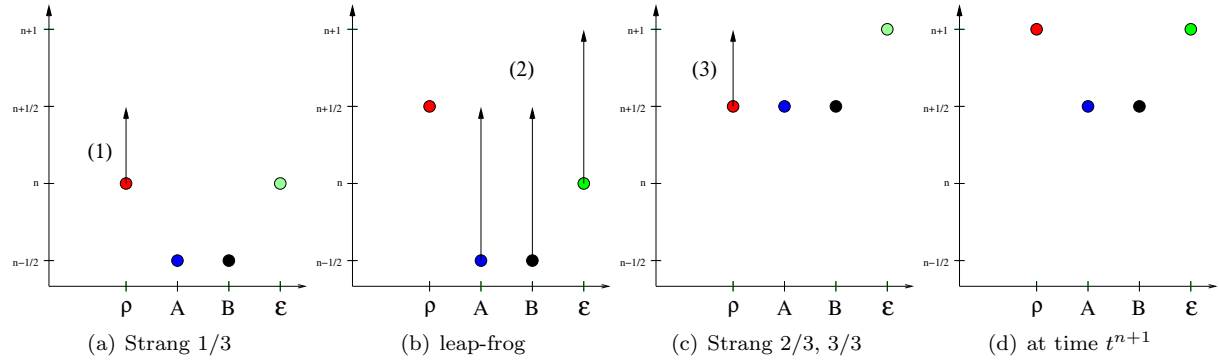 n+1
n+1/2
n
n−1/2
(1)
ρ A B ε
(a) Strang 1/3
n+1
n+1/2
n
n−1/2
(2)
ρ A B ε
(b) leap-frog
n+1
n+1/2
n
n−1/2
(3)
ρ A B ε
(c) Strang 2/3, 3/3
n+1
n+1/2
n
n−1/2
ρ A B ε
(d) at time tⁿ⁺¹